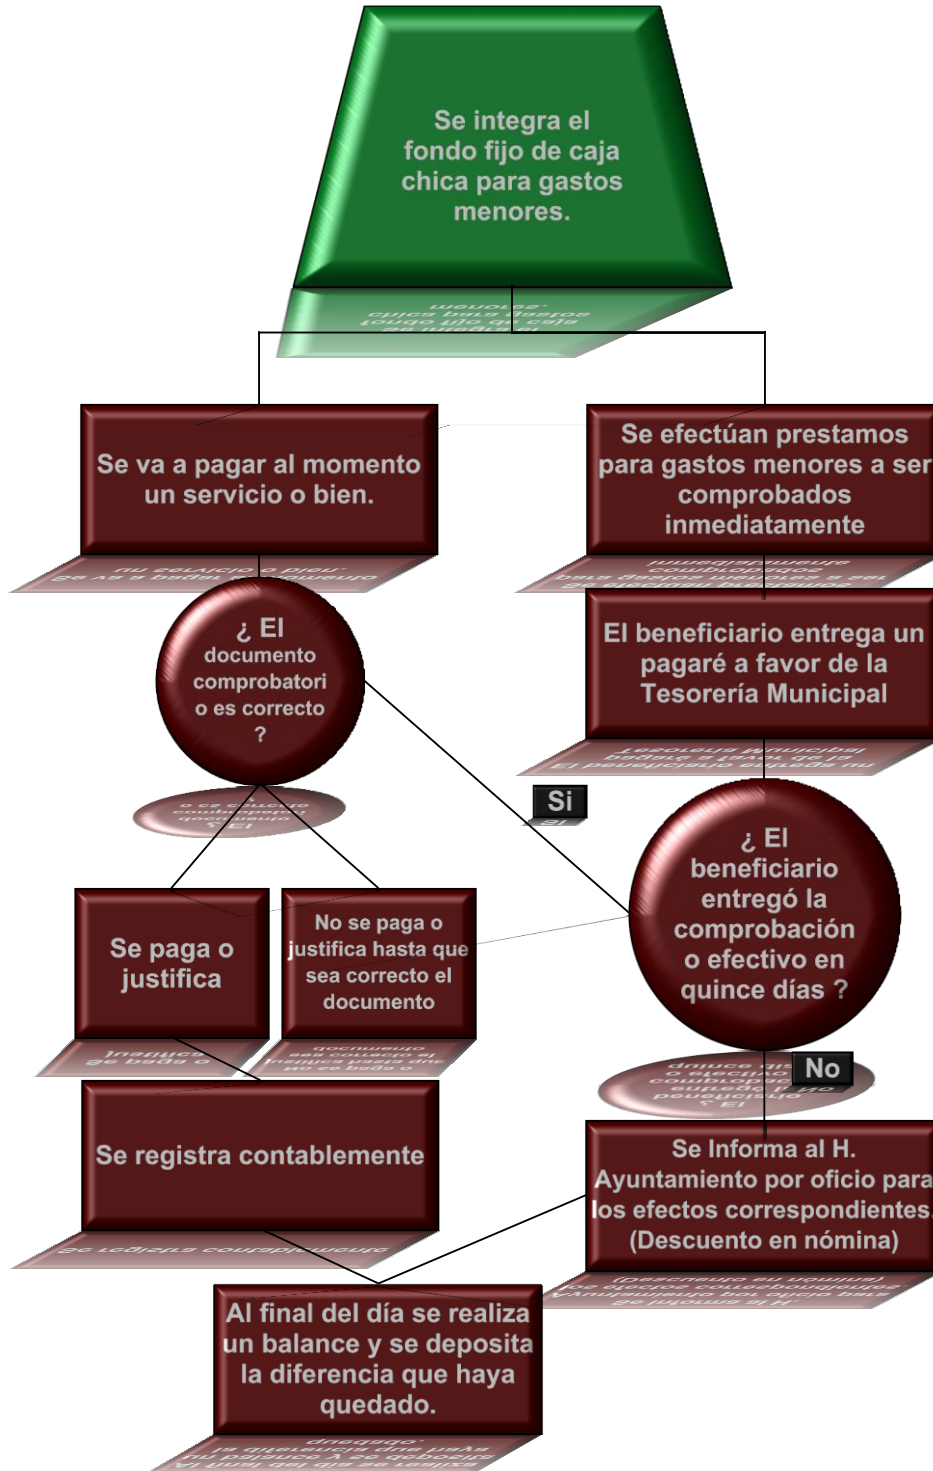 Se integra el
fondo fijo de caja
chica para gastos
menores.
Se va a pagar al momento
un servicio o bien.
Se efectúan prestamos
para gastos menores a ser
comprobados
inmediatamente
¿ El
documento
comprobatori
o es correcto
?
El beneficiario entrega un
pagaré a favor de la
Tesorería Municipal
Si
¿ El
beneficiario
entregó la
comprobación
o efectivo en
quince días ?
Se paga o
justifica
No se paga o
justifica hasta que
sea correcto el
documento
No
Se registra contablemente
Se Informa al H.
Ayuntamiento por oficio para
los efectos correspondientes.
(Descuento en nómina)
Al final del día se realiza
un balance y se deposita
la diferencia que haya
quedado.